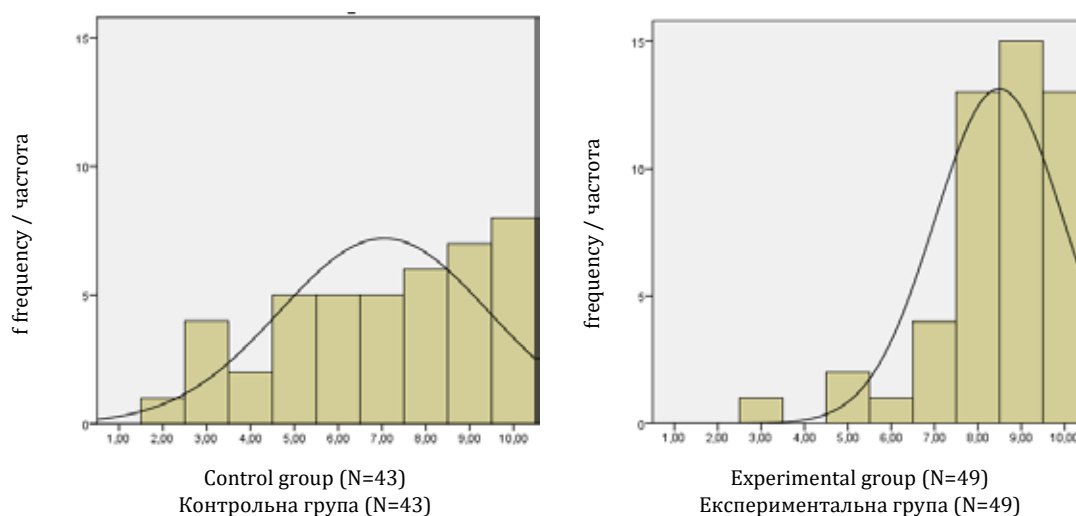 f frequency / частота
15
10
5
0
1,00 2,00 3,00 4,00 5,00 6,00 7,00 8,00 9,00 10,00
Control group (N=43)
Контрольна група (N=43)
frequency / частота
15
10
5
0
1,00 2,00 3,00 4,00 5,00 6,00 7,00 8,00 9,00 10,00
Experimental group (N=49)
Експериментальна група (N=49)